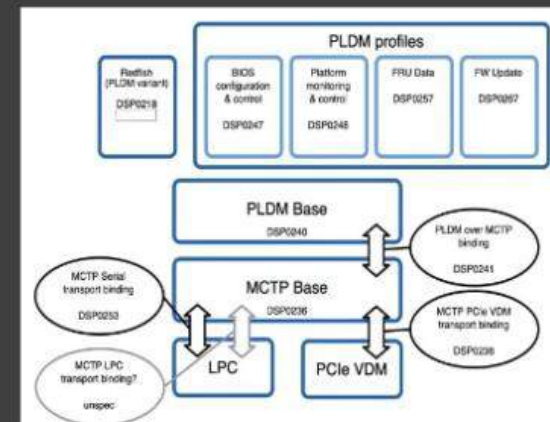 PLDM profiles
Redfish
(PLDM variant)
DSP0218
BIOS
configuration
& control
DSP0247
Platform
monitoring
& control
DSP0248
FRU Data
DSP0257
FW Update
DSP0267
PLDM Base
DSP0240
PLDM over MCTP
binding
DSP0241
MCTP Serial
transport binding
DSP0253
MCTP Base
DSP0236
MCTP PCIe VDM
transport binding
DSP0238
MCTP LPC
transport binding?
unspec
LPC
PCIe VDM